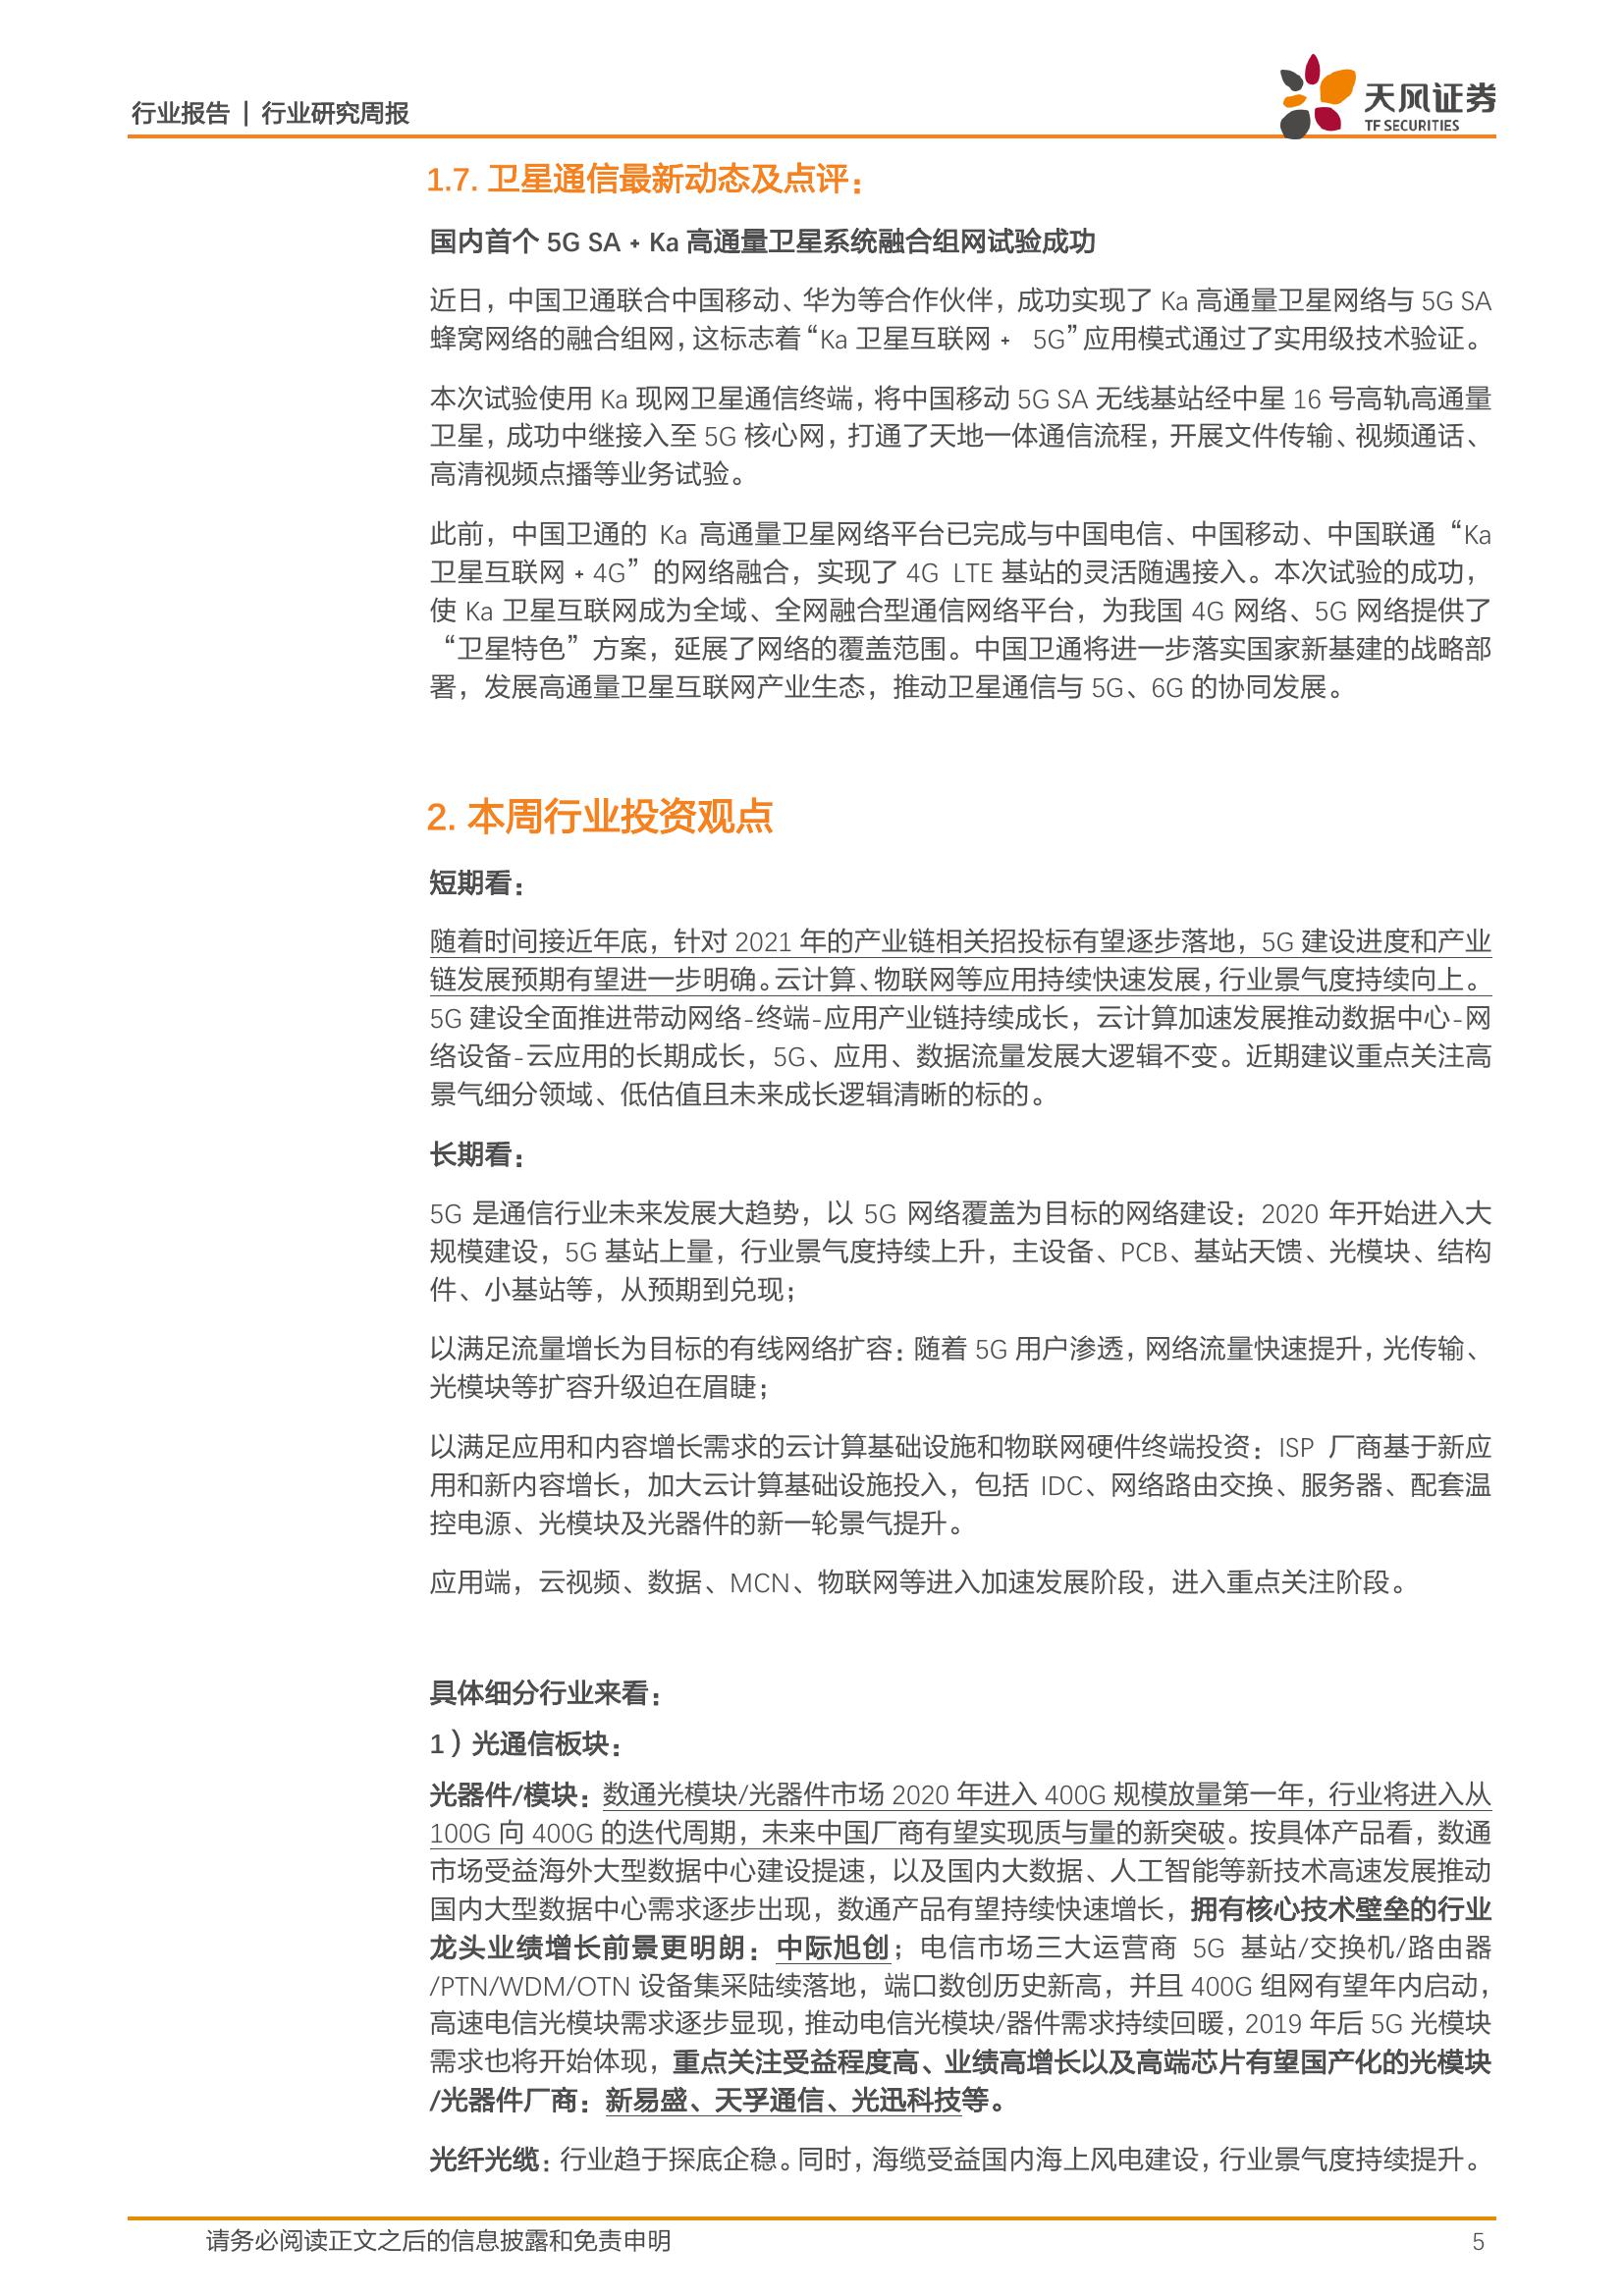 行业报告 | 行业研究周报
天风证券
TF SECURITIES
1.7. 卫星通信最新动态及点评：
国内首个 5G SA + Ka 高通量卫星系统融合组网试验成功
近日，中国卫通联合中国移动、华为等合作伙伴，成功实现了 Ka 高通量卫星网络与 5G SA
蜂窝网络的融合组网，这标志着“Ka 卫星互联网 + 5G”应用模式通过了实用级技术验证。
本次试验使用 Ka 现网卫星通信终端，将中国移动 5G SA 无线基站经中星 16 号高轨高通量
卫星，成功中继接入至 5G 核心网，打通了天地一体通信流程，开展文件传输、视频通话、
高清视频点播等业务试验。
此前，中国卫通的 Ka 高通量卫星网络平台已完成与中国电信、中国移动、中国联通“Ka
卫星互联网 + 4G”的网络融合，实现了 4G LTE 基站的灵活随遇接入。本次试验的成功，
使 Ka 卫星互联网成为全域、全网融合型通信网络平台，为我国 4G 网络、5G 网络提供了
“卫星特色”方案，延展了网络的覆盖范围。中国卫通将进一步落实国家新基建的战略部
署，发展高通量卫星互联网产业生态，推动卫星通信与 5G、6G 的协同发展。
2. 本周行业投资观点
短期看：
随着时间接近年底，针对 2021 年的产业链相关招投标有望逐步落地，5G 建设进度和产业
链发展预期有望进一步明确。云计算、物联网等应用持续快速发展，行业景气度持续向上。
5G 建设全面推进带动网络-终端-应用产业链持续成长，云计算加速发展推动数据中心-网
络设备-云应用的长期成长，5G、应用、数据流量发展大逻辑不变。近期建议重点关注高
景气细分领域、低估值且未来成长逻辑清晰的标的。
长期看：
5G 是通信行业未来发展大趋势，以 5G 网络覆盖为目标的网络建设：2020 年开始进入大
规模建设，5G 基站上量，行业景气度持续上升，主设备、PCB、基站天馈、光模块、结构
件、小基站等，从预期到兑现；
以满足流量增长为目标的有线网络扩容：随着 5G 用户渗透，网络流量快速提升，光传输、
光模块等扩容升级迫在眉睫；
以满足应用和内容增长需求的云计算基础设施和物联网硬件终端投资：ISP 厂商基于新应
用和新内容增长，加大云计算基础设施投入，包括 IDC、网络路由交换、服务器、配套温
控电源、光模块及光器件的新一轮景气提升。
应用端，云视频、数据、MCN、物联网等进入加速发展阶段，进入重点关注阶段。
具体细分行业来看：
1）光通信板块：
光器件/模块：数通光模块/光器件市场 2020 年进入 400G 规模放量第一年，行业将进入从
100G 向 400G 的迭代周期，未来中国厂商有望实现质与量的新突破。按具体产品看，数通
市场受益海外大型数据中心建设提速，以及国内大数据、人工智能等新技术高速发展推动
国内大型数据中心需求逐步出现，数通产品有望持续快速增长，拥有核心技术壁垒的行业
龙头业绩增长前景更明朗：中际旭创；电信市场三大运营商 5G 基站/交换机/路由器
/PTN/WDM/OTN 设备集采陆续落地，端口数创历史新高，并且 400G 组网有望年内启动，
高速电信光模块需求逐步显现，推动电信光模块/器件需求持续回暖，2019 年后 5G 光模块
需求也将开始体现，重点关注受益程度高、业绩高增长以及高端芯片有望国产化的光模块
/光器件厂商：新易盛、天孚通信、光迅科技等。
光纤光缆：行业趋于探底企稳。同时，海缆受益国内海上风电建设，行业景气度持续提升。
请务必阅读正文之后的信息披露和免责申明
5